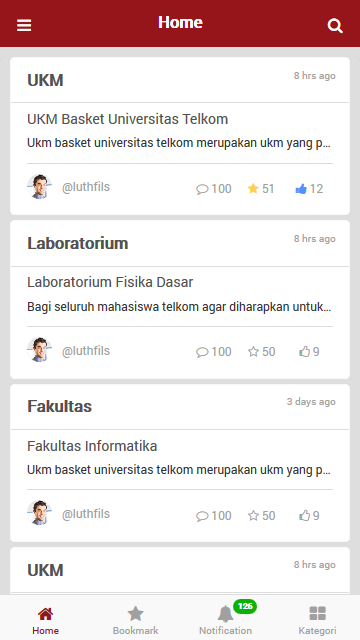 Home
UKM
8 hrs ago
UKM Basket Universitas Telkom
Ukm basket universitas telkom merupakan ukm yang p...
@luthfils
100
51
12
Laboratorium
8 hrs ago
Laboratorium Fisika Dasar
Bagi seluruh mahasiswa telkom agar diharapkan untuk...
@luthfils
100
50
9
Fakultas
3 days ago
Fakultas Informatika
Ukm basket universitas telkom merupakan ukm yang p...
@luthfils
100
50
9
UKM
8 hrs ago
126
Home
Bookmark
Notification
Kategori